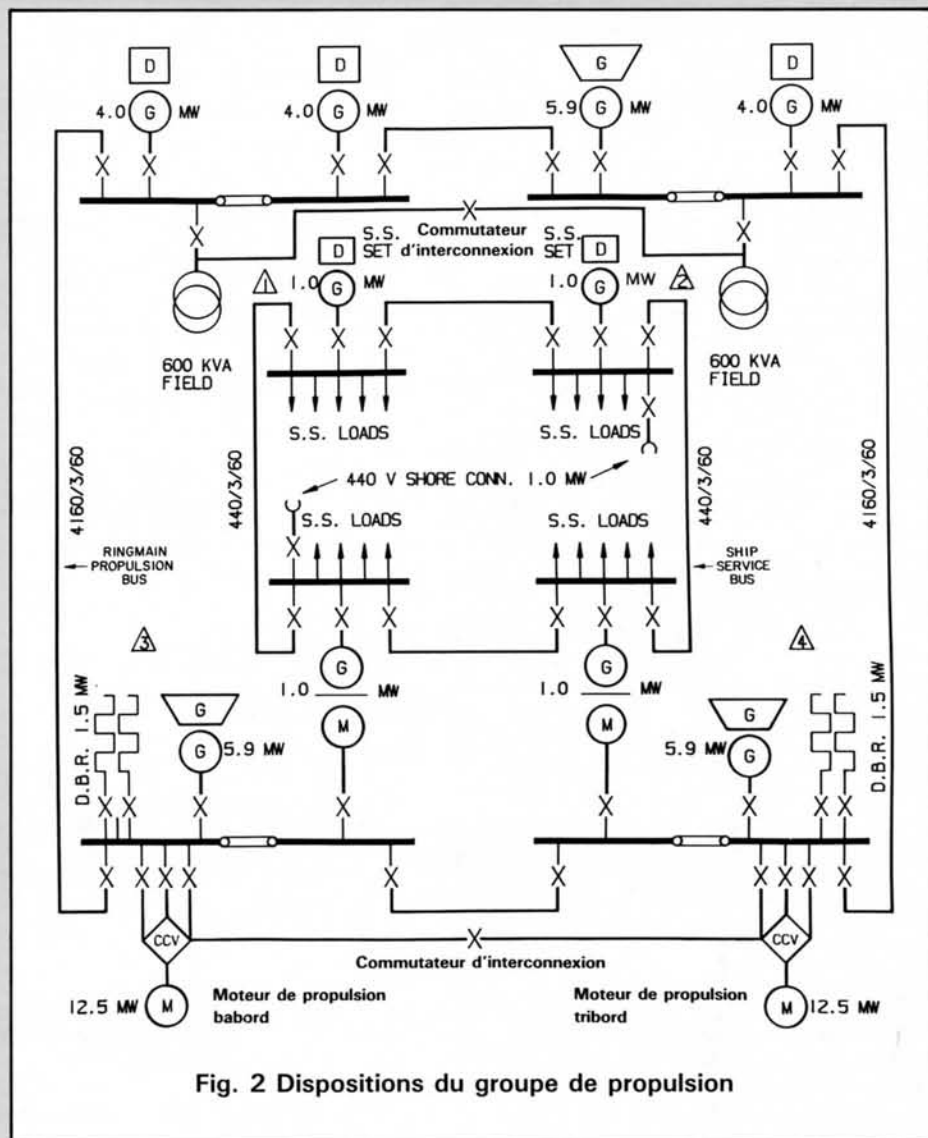 D D G D
4.0 G MW 4.0 G MW 5.9 G MW 4.0 G MW
S.S. SET Commutateur d'interconnexion S.S. SET
D D
1 1.0 G MW 1.0 G MW 2
600 KVA FIELD
600 KVA FIELD
S.S. LOADS S.S. LOADS
4160/3/60 440/3/60 440 V SHORE CONN. 1.0 MW 440/3/60 4160/3/60
S.S. LOADS S.S. LOADS
RINGMAIN PROPULSION BUS
SHIP SERVICE BUS
3 4
G 1.0 MW G 1.0 MW
M M
D.B.R. 1.5 MW G G D.B.R. 1.5 MW
G 5.9 MW 5.9 MW G
CCV CCV
Commutateur d'interconnexion
12.5 MW M Moteur de propulsion babord
Moteur de propulsion tribord M 12.5 MW
Fig. 2 Dispositions du groupe de propulsion